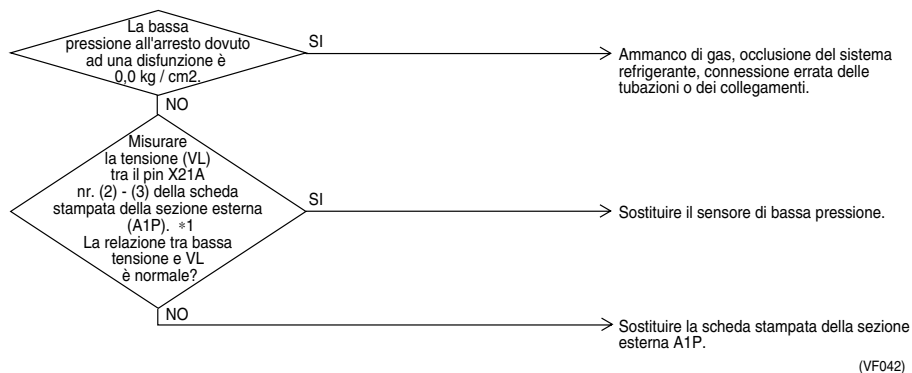 La bassa
pressione all'arresto dovuto
ad una disfunzione è
0,0 kg / cm2.
SI
Ammanco di gas, occlusione del sistema
refrigerante, connessione errata delle
tubazioni o dei collegamenti.
NO
Misurare
la tensione (VL)
tra il pin X21A
nr. (2) - (3) della scheda
stampata della sezione esterna
(A1P). *1
La relazione tra bassa
tensione e VL
è normale?
SI
Sostituire il sensore di bassa pressione.
NO
Sostituire la scheda stampata della sezione
esterna A1P.
(VF042)